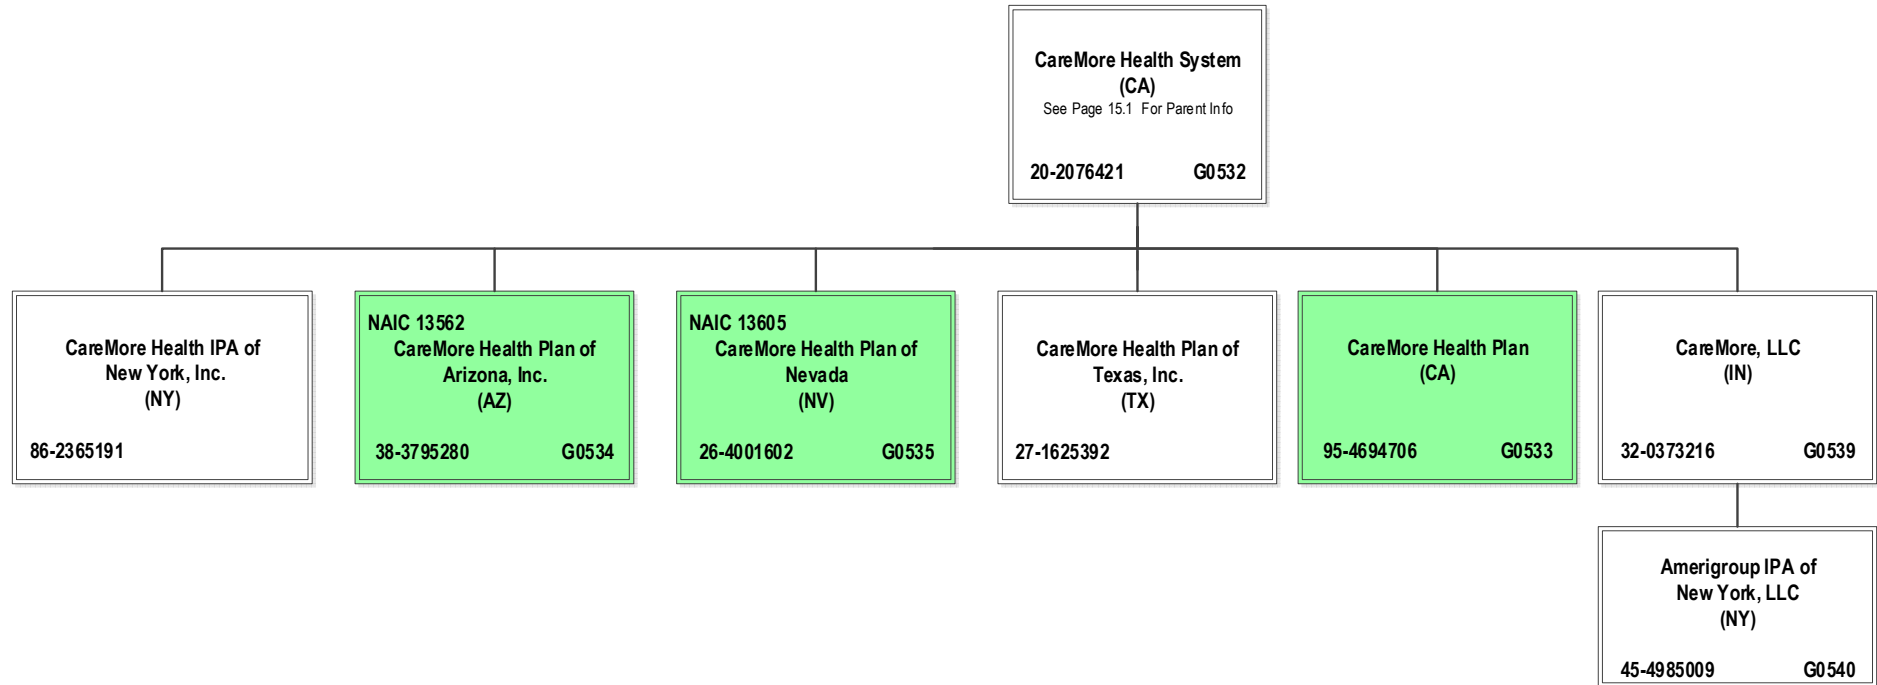 CareMore Health System
(CA)
See Page 15.1 For Parent Info
20-2076421 G0532
CareMore Health IPA of
New York, Inc.
(NY)
86-2365191
NAIC 13562
CareMore Health Plan of
Arizona, Inc.
(AZ)
38-3795280 G0534
NAIC 13605
CareMore Health Plan of
Nevada
(NV)
26-4001602 G0535
CareMore Health Plan of
Texas, Inc.
(TX)
27-1625392
CareMore Health Plan
(CA)
95-4694706 G0533
CareMore, LLC
(IN)
32-0373216 G0539
Amerigroup IPA of
New York, LLC
(NY)
45-4985009 G0540